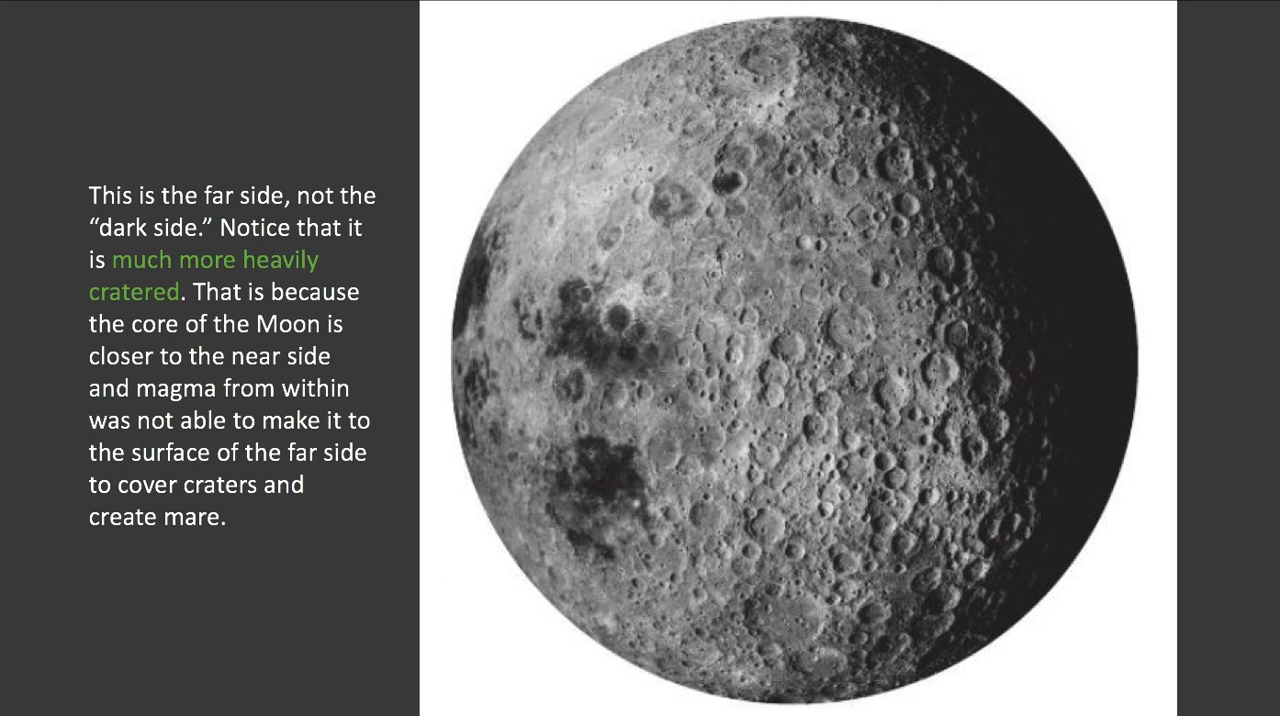 This is the far side, not the
“dark side.” Notice that it
is much more heavily
cratered. That is because
the core of the Moon is
closer to the near side
and magma from within
was not able to make it to
the surface of the far side
to cover craters and
create mare.